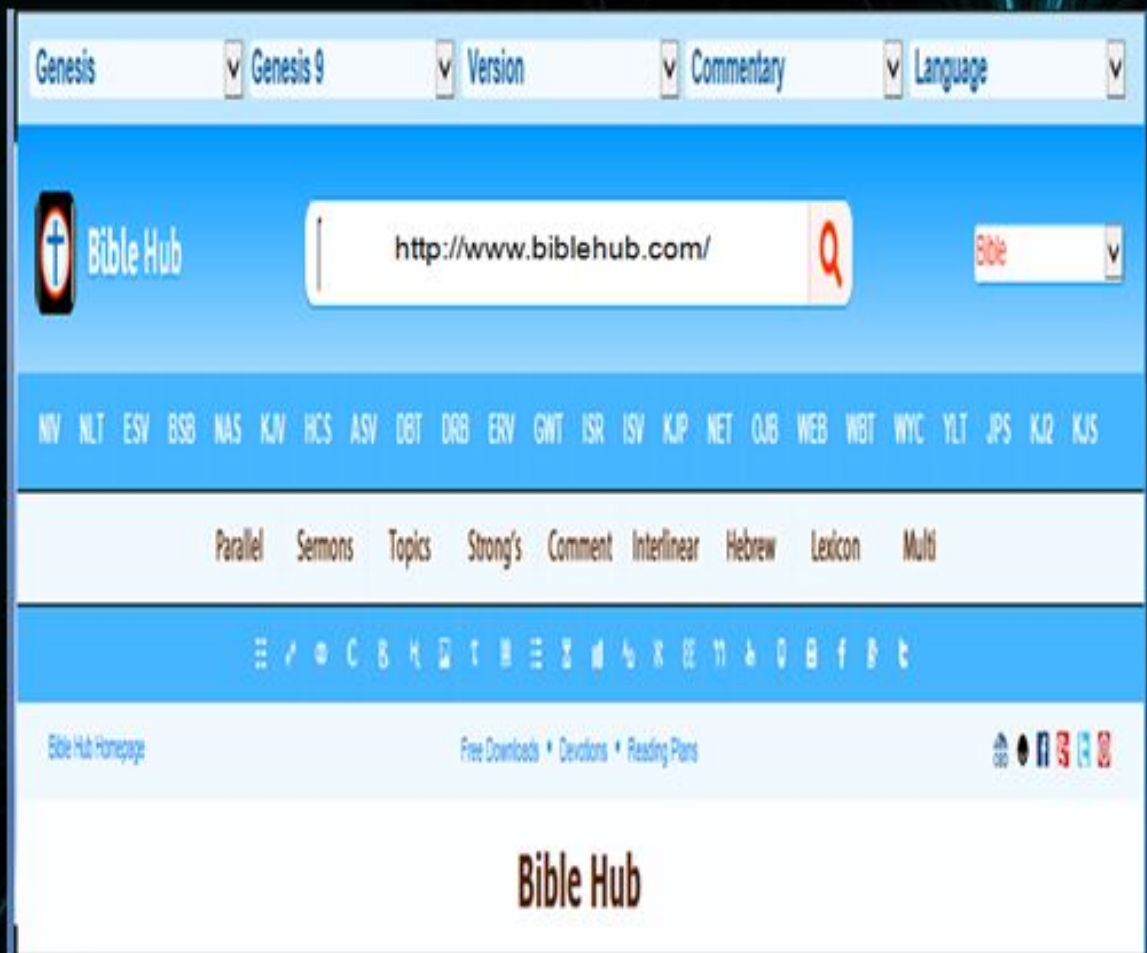 Genesis Genesis 9 Version Commentary Language
Bible Hub http://www.biblehub.com/ Bible
NIV NLT ESV BSB NAS KJV HCS ASV DBT DRB ERV GWT ISR ISV KJP NET OJB WEB WBT WYC YLT JPS KJ2 KJS
Parallel Sermons Topics Strong's Comment Interlinear Hebrew Lexicon Multi
Bible Hub Homepage Free Downloads • Devotions • Reading Plans
Bible Hub